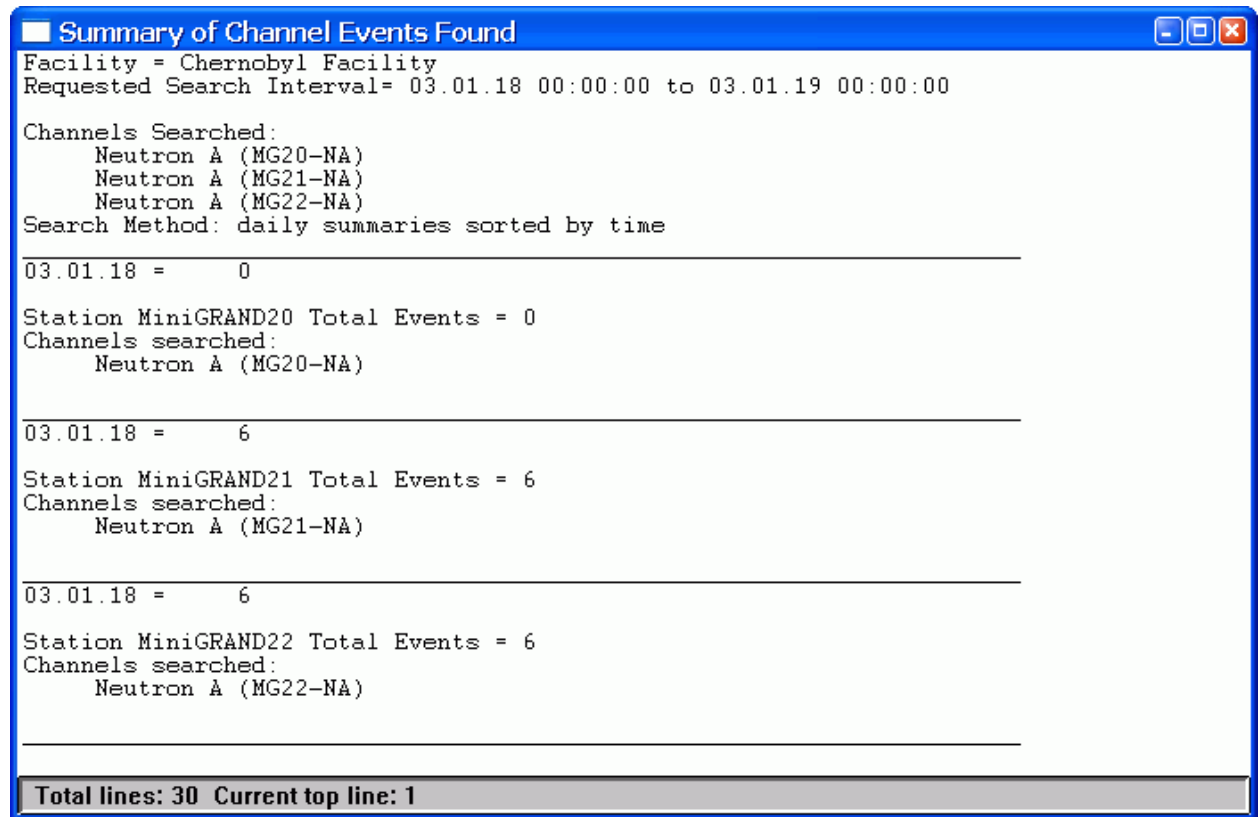 Summary of Channel Events Found
Facility = Chernobyl Facility
Requested Search Interval= 03.01.18 00:00:00 to 03.01.19 00:00:00
Channels Searched:
Neutron A (MG20-NA)
Neutron A (MG21-NA)
Neutron A (MG22-NA)
Search Method: daily summaries sorted by time
03.01.18 = 0
Station MiniGRAND20 Total Events = 0
Channels searched:
Neutron A (MG20-NA)
03.01.18 = 6
Station MiniGRAND21 Total Events = 6
Channels searched:
Neutron A (MG21-NA)
03.01.18 = 6
Station MiniGRAND22 Total Events = 6
Channels searched:
Neutron A (MG22-NA)
Total lines: 30 Current top line: 1